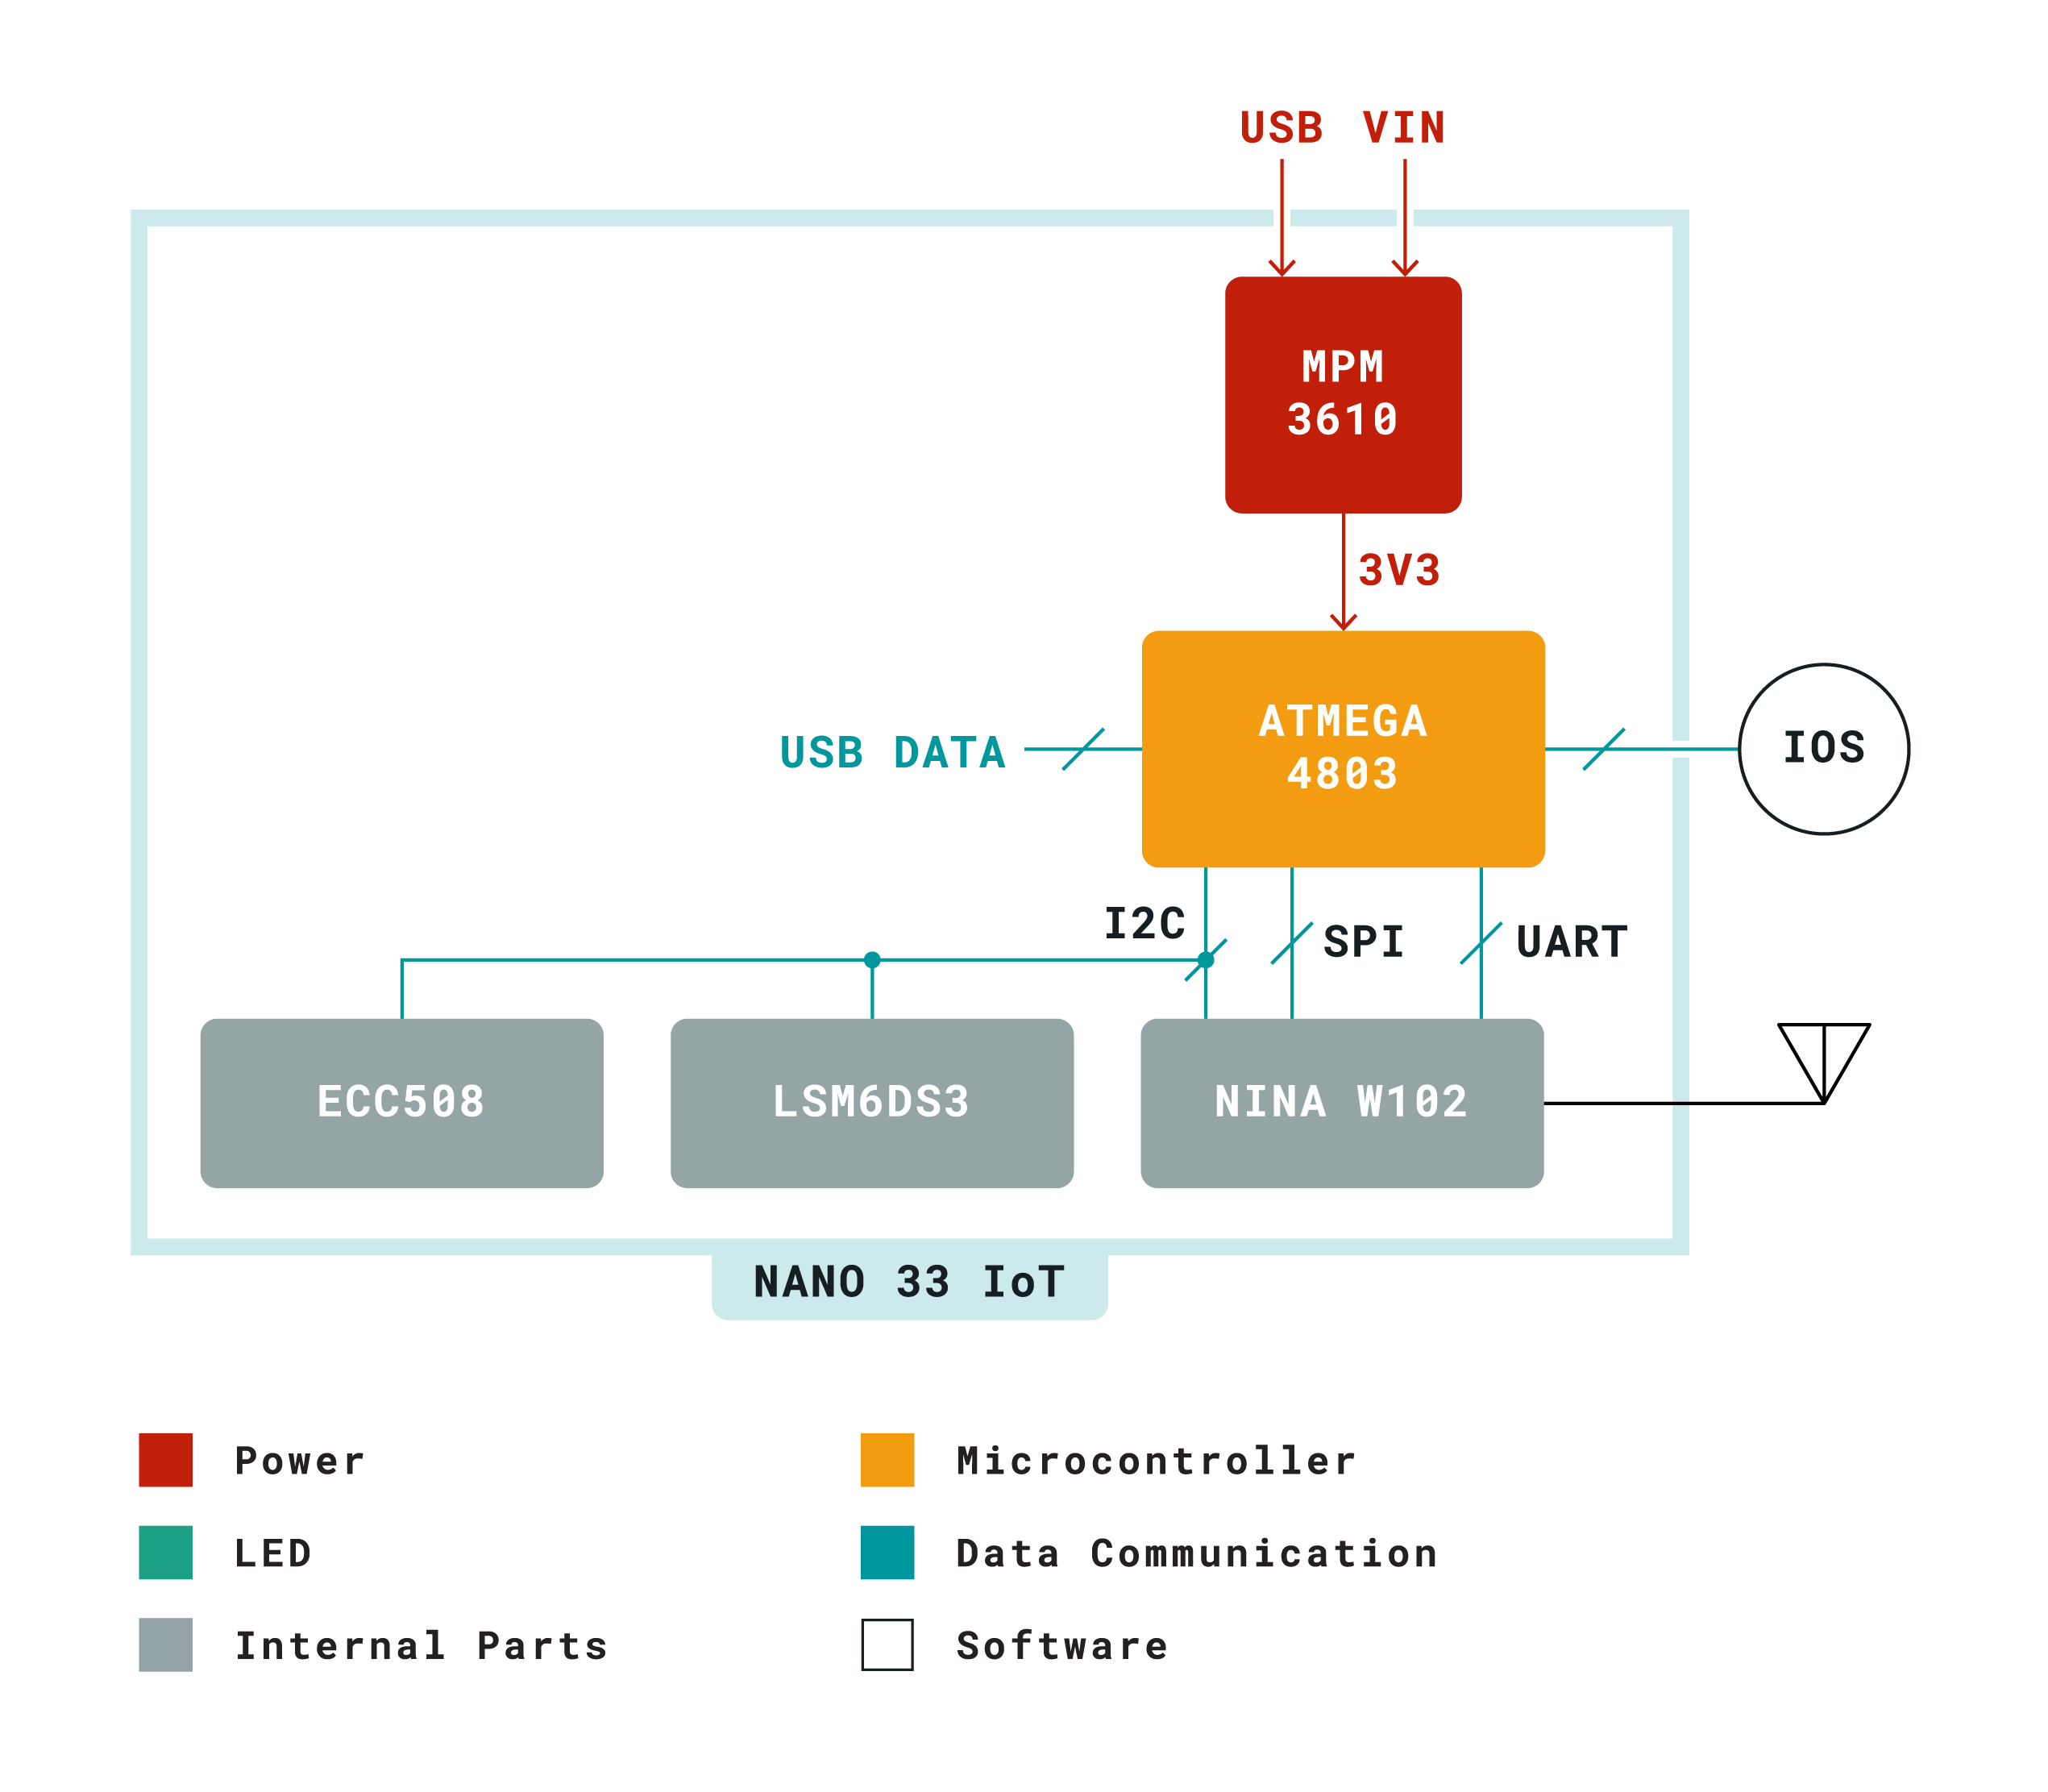 USB VIN
MPM
3610
3V3
ATMEGA
4803
USB DATA
IOS
I2C
SPI
UART
ECC508
LSM6DS3
NINA W102
NANO 33 IoT
Power
Microcontroller
LED
Data Communication
Internal Parts
Software